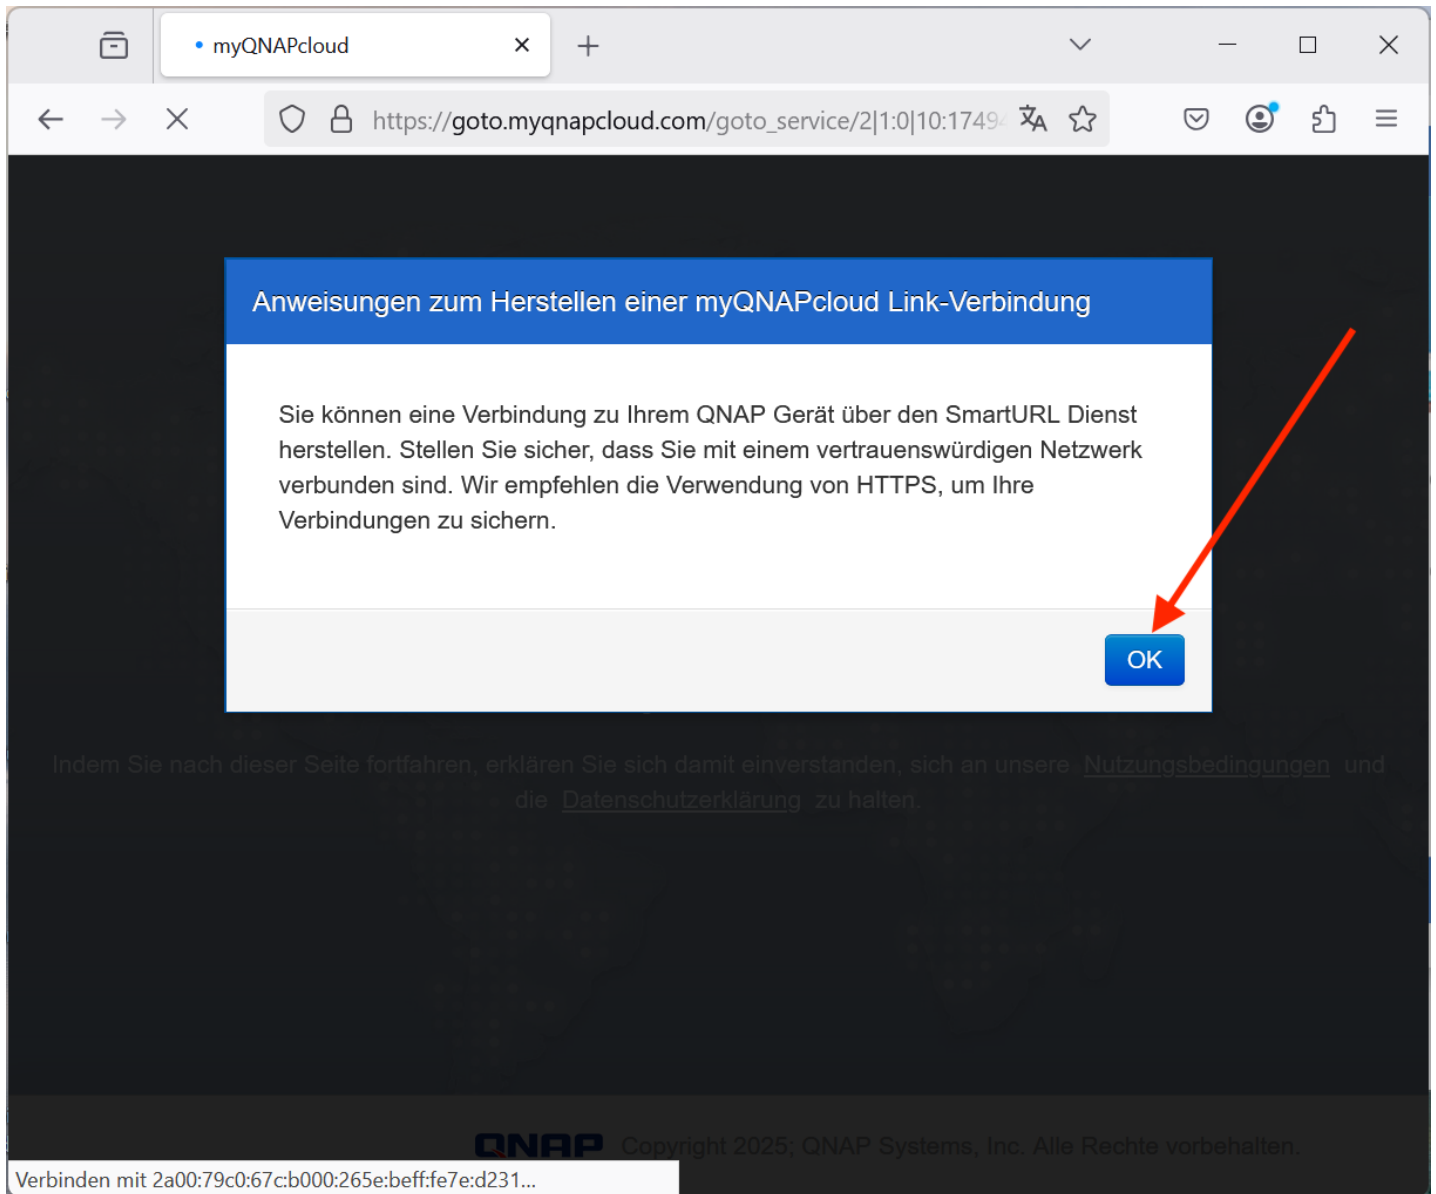 myQNAPcloud
https://goto.myqnapcloud.com/goto_service/2|1:0|10:1749
Anweisungen zum Herstellen einer myQNAPcloud Link-Verbindung
Sie können eine Verbindung zu Ihrem QNAP Gerät über den SmartURL Dienst
herstellen. Stellen Sie sicher, dass Sie mit einem vertrauenswürdigen Netzwerk
verbunden sind. Wir empfehlen die Verwendung von HTTPS, um Ihre
Verbindungen zu sichern.
OK
Indem Sie nach dieser Seite fortfahren, erklären Sie sich damit einverstanden, sich an unsere Nutzungsbedingungen und
die Datenschutzerklärung zu halten.
QNAP Copyright 2025; QNAP Systems, Inc. Alle Rechte vorbehalten.
Verbinden mit 2a00:79c0:67c:b000:265e:beff:fe7e:d231...